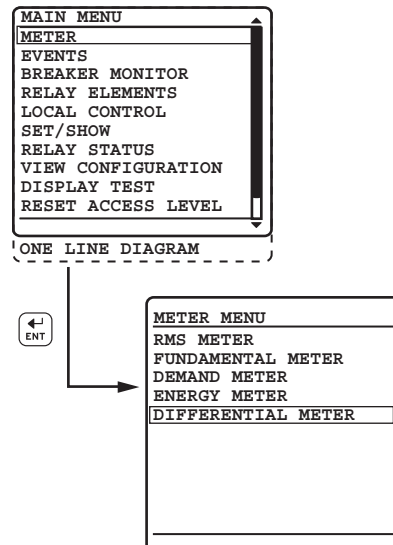 MAIN MENU
METER
EVENTS
BREAKER MONITOR
RELAY ELEMENTS
LOCAL CONTROL
SET/SHOW
RELAY STATUS
VIEW CONFIGURATION
DISPLAY TEST
RESET ACCESS LEVEL
ONE LINE DIAGRAM
ENT
METER MENU
RMS METER
FUNDAMENTAL METER
DEMAND METER
ENERGY METER
DIFFERENTIAL METER